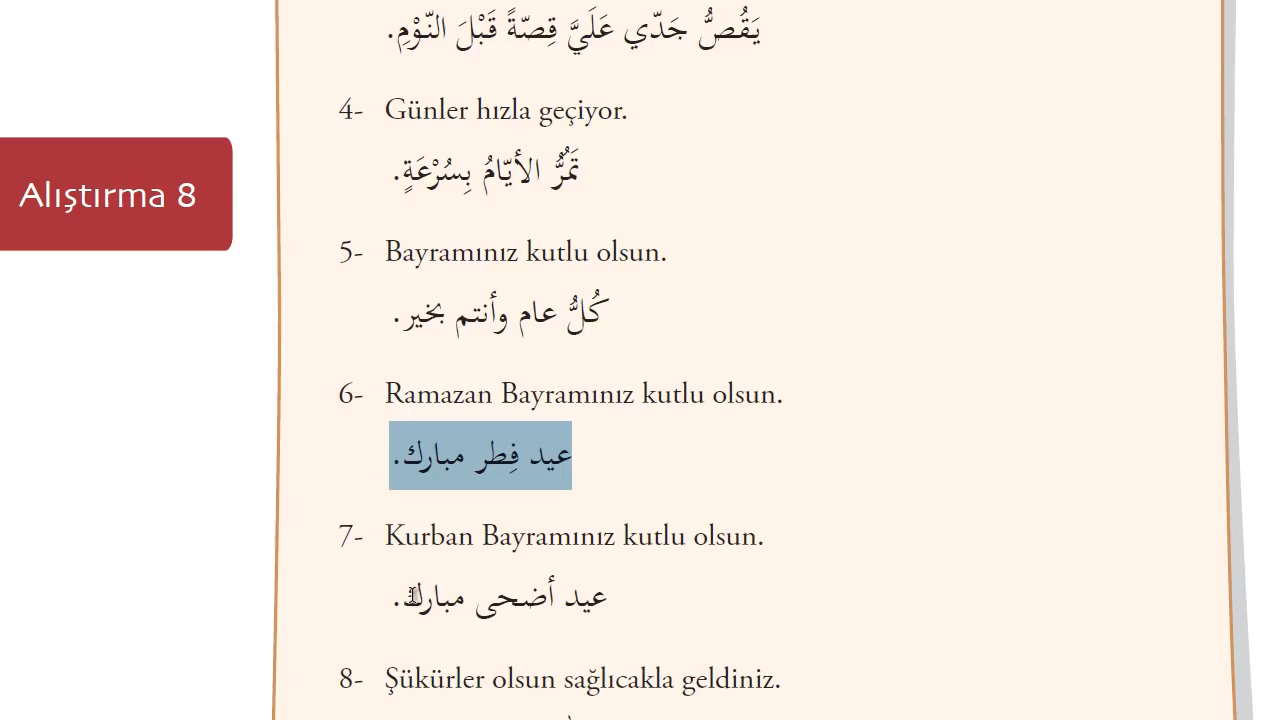 يَقُصُّ جَدّي عَلَيَّ قِصّةً قَبْلَ النّوْمِ.
4- Günler hızla geçiyor.
تَمُرُّ الأيّامُ بِسُرْعَةٍ.
Alıştırma 8
5- Bayramınız kutlu olsun.
كُلُّ عام وأنتم بخير.
6- Ramazan Bayramınız kutlu olsun.
عيد فِطر مبارك.
7- Kurban Bayramınız kutlu olsun.
عيد أضحى مبارك.
8- Şükürler olsun sağlıcakla geldiniz.